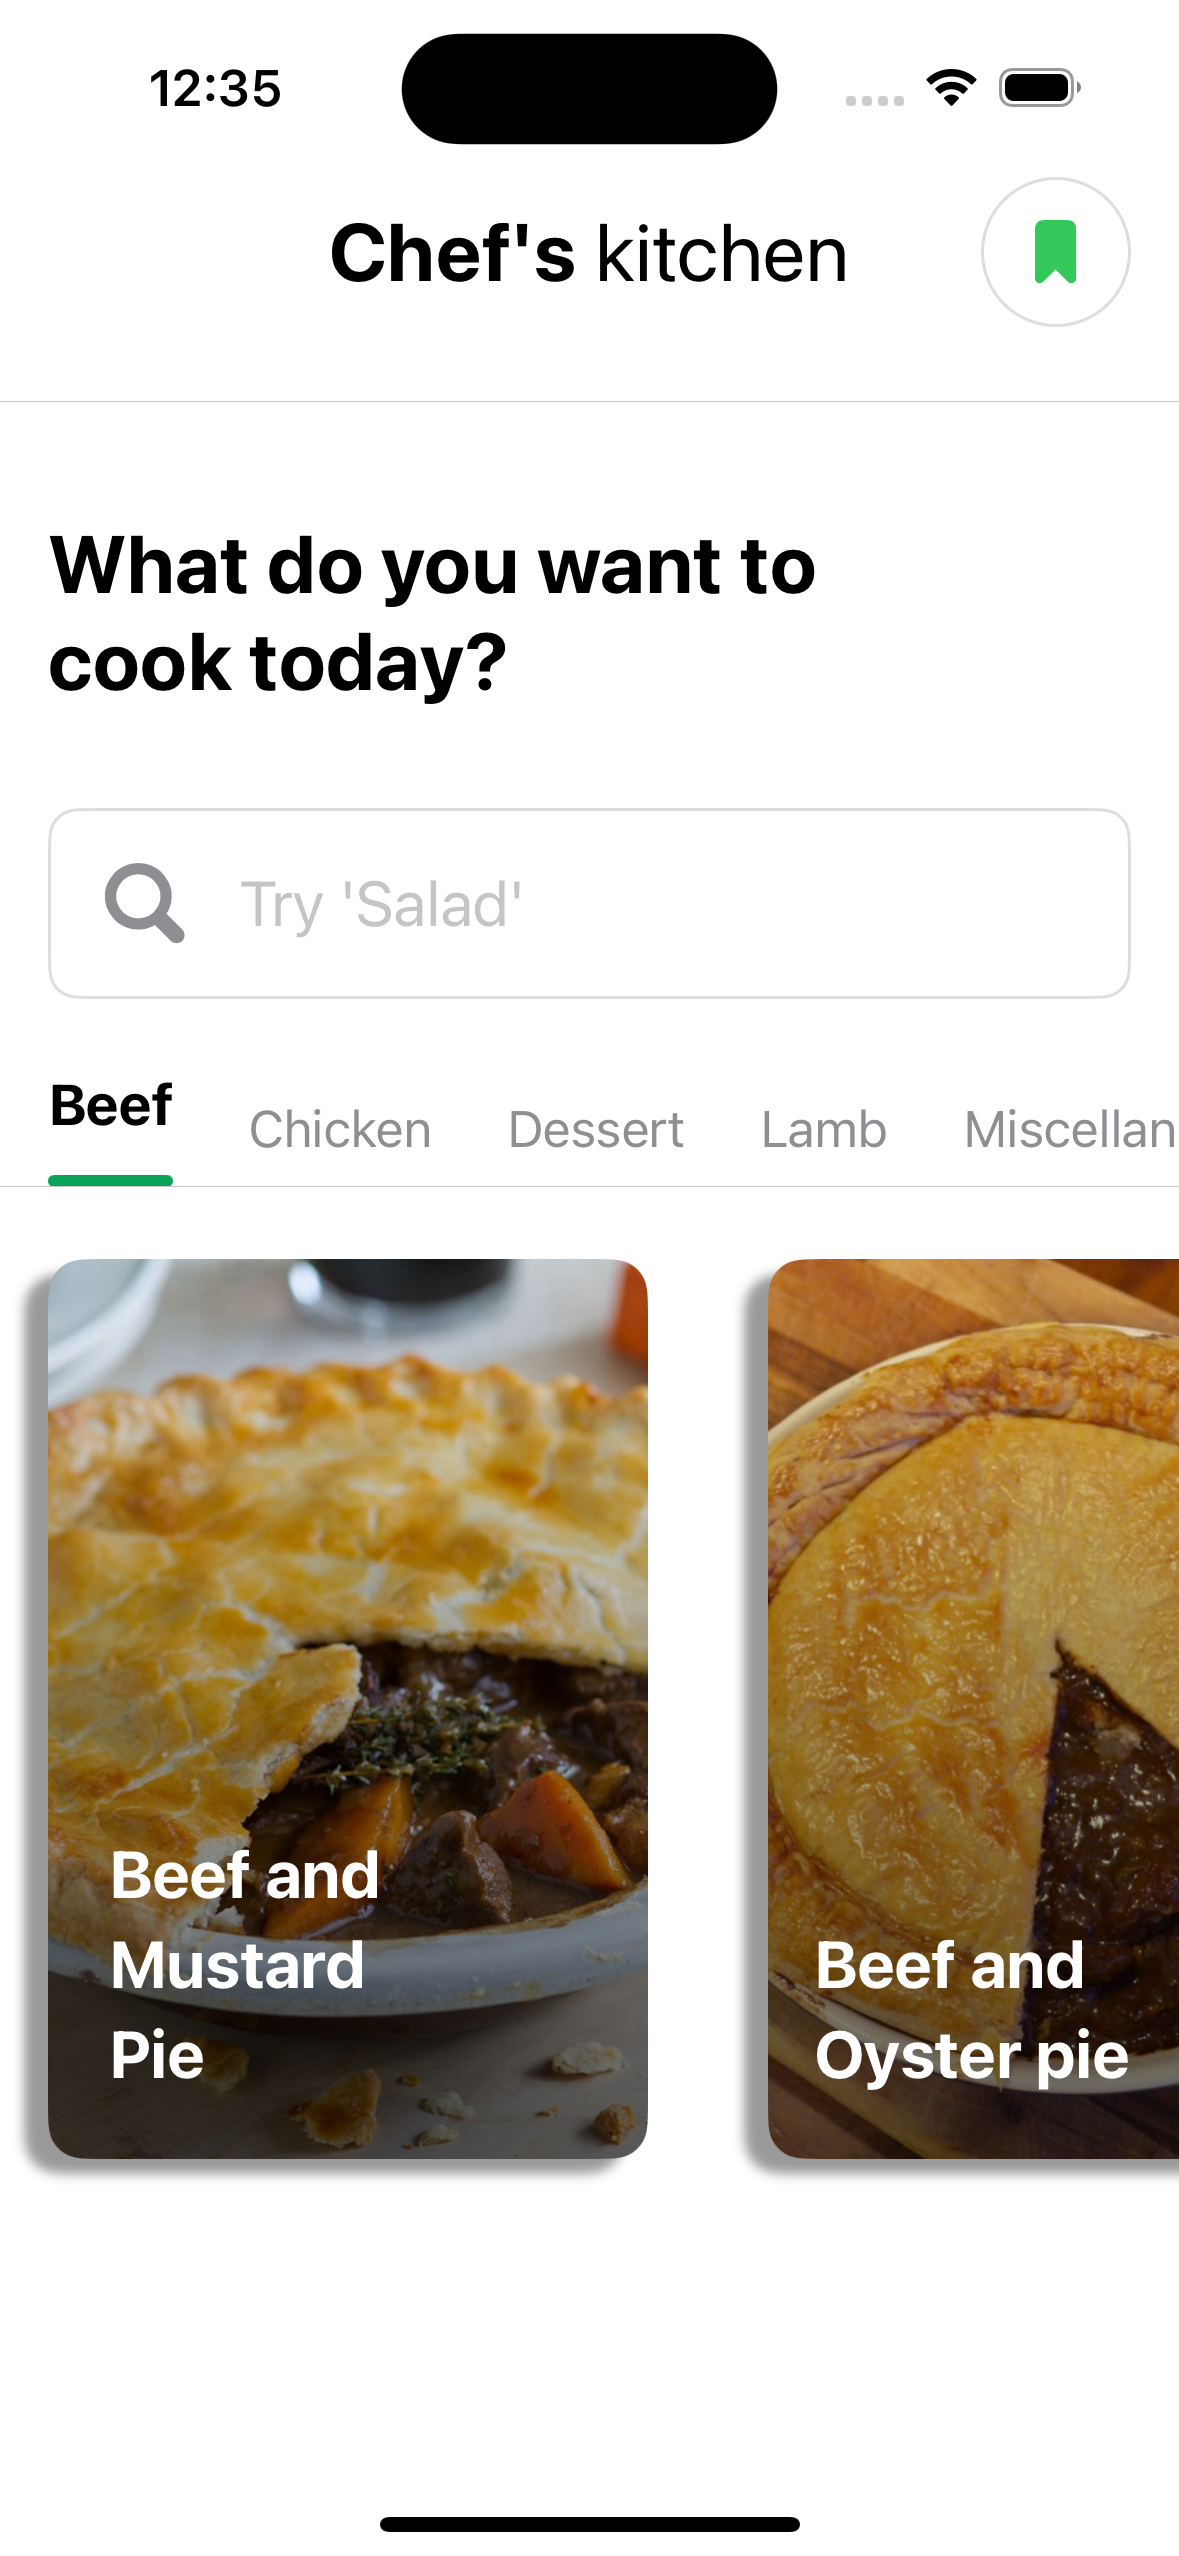 12:35
Chef's kitchen
What do you want to
cook today?
Try 'Salad'
Beef Chicken Dessert Lamb Miscellan
Beef and
Mustard
Pie
Beef and
Oyster pie